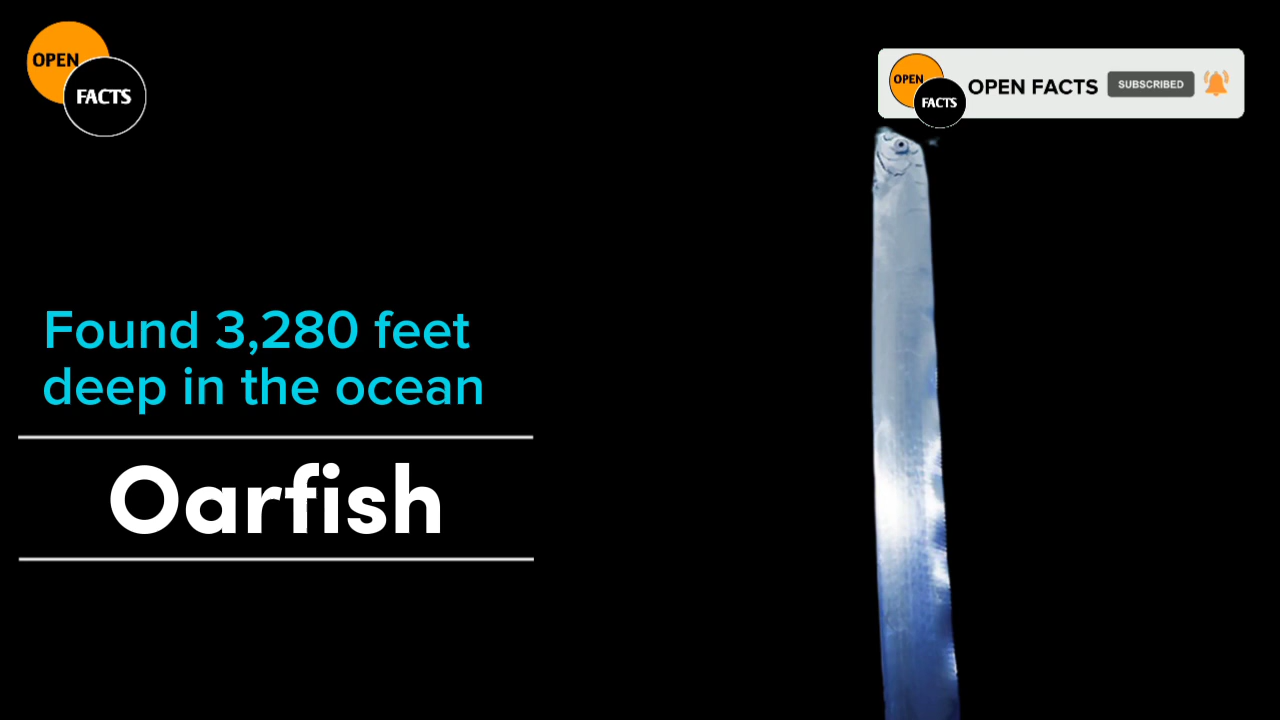 OPEN
FACTS
OPEN
FACTS
OPEN FACTS
SUBSCRIBED
Found 3,280 feet
deep in the ocean
Oarfish